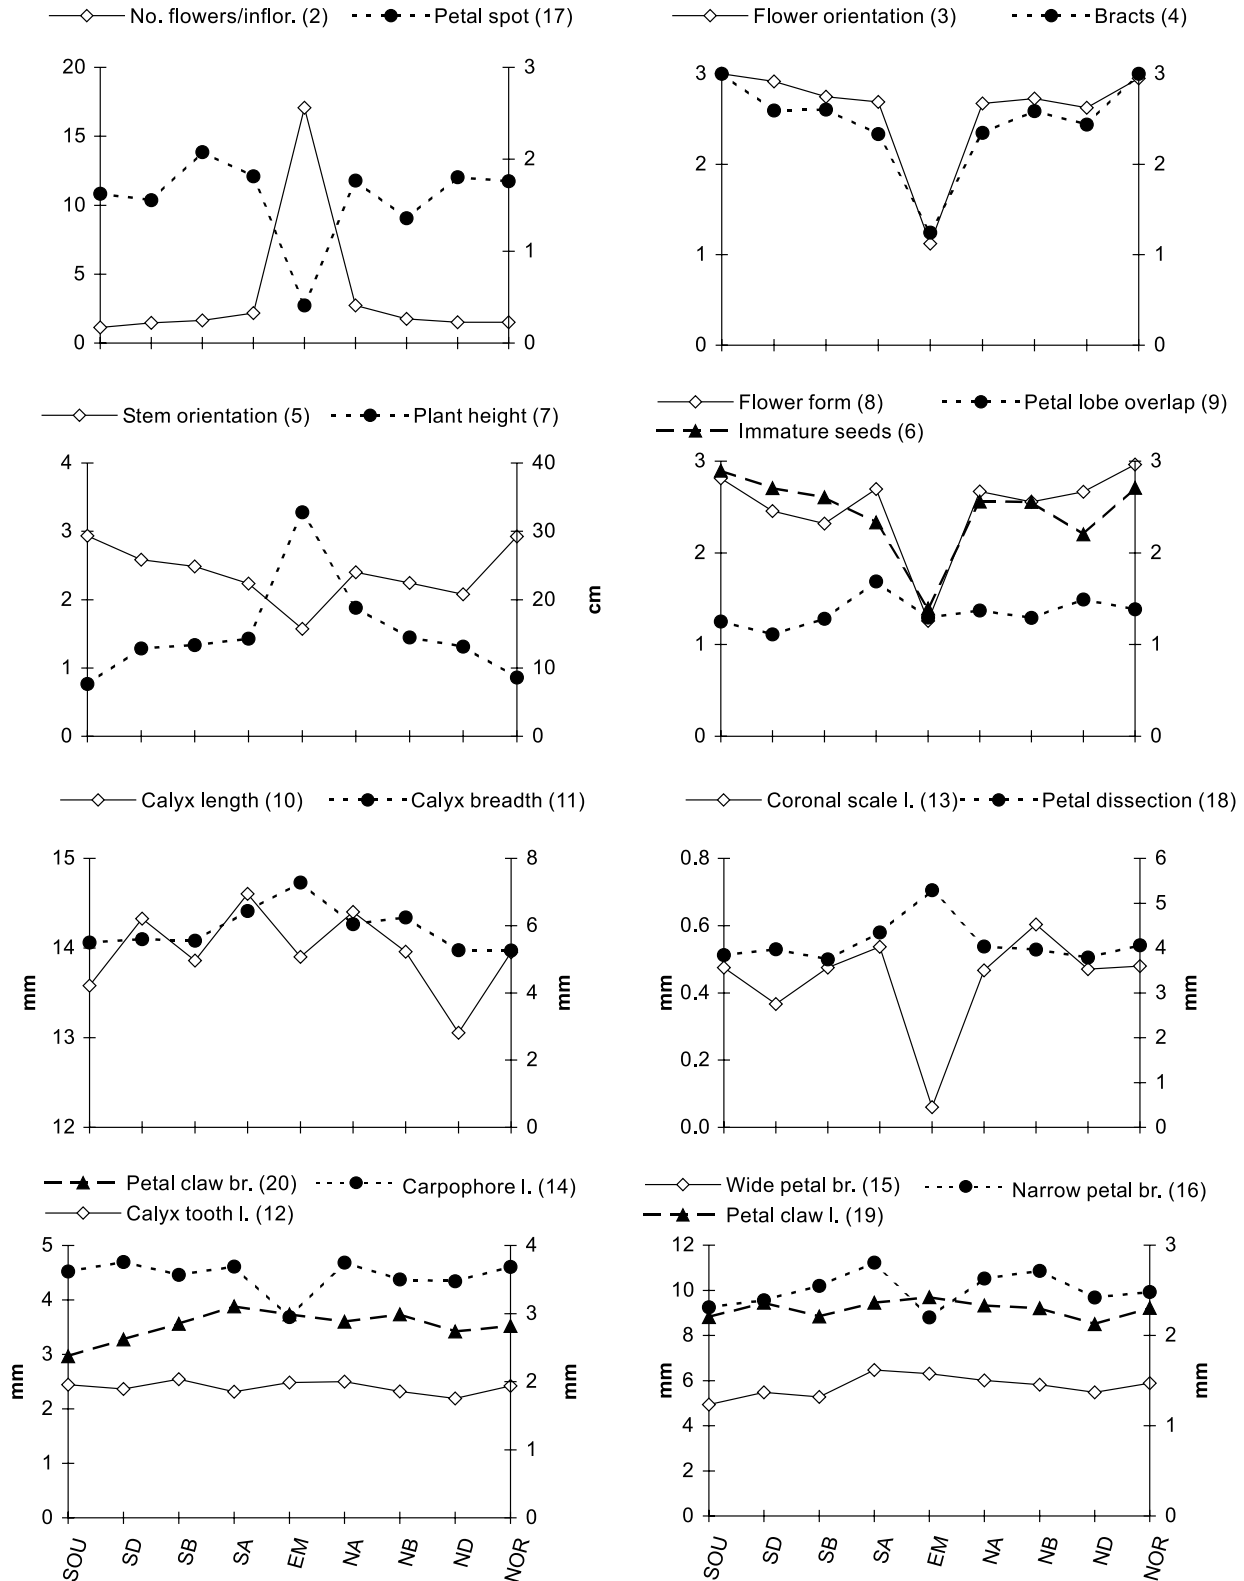 No. flowers/inflor. (2) Petal spot (17)
20 3
15 2
10
5 1
0 0
Flower orientation (3) Bracts (4)
3 3
2 2
1 1
0 0
Stem orientation (5) Plant height (7)
4 40
3 30
2 20
1 10
0 0
cm
Flower form (8) Petal lobe overlap (9)
Immature seeds (6)
3 3
2 2
1 1
0 0
Calyx length (10) Calyx breadth (11)
15 8
14 6
13 4
12 2
0
mm mm
Coronal scale l. (13) Petal dissection (18)
0.8 6
0.6 5
0.4 4
0.2 3
0.0 2
1
0
mm mm
Petal claw br. (20) Carpophore l. (14)
Calyx tooth l. (12)
5 4
4 3
3 2
2 1
1 0
0
mm mm
SOU SD SB SA EM NA NB ND NOR
Wide petal br. (15) Narrow petal br. (16)
Petal claw l. (19)
12 3
10 2
8 1
6 0
4
2
0
mm mm
SOU SD SB SA EM NA NB ND NOR